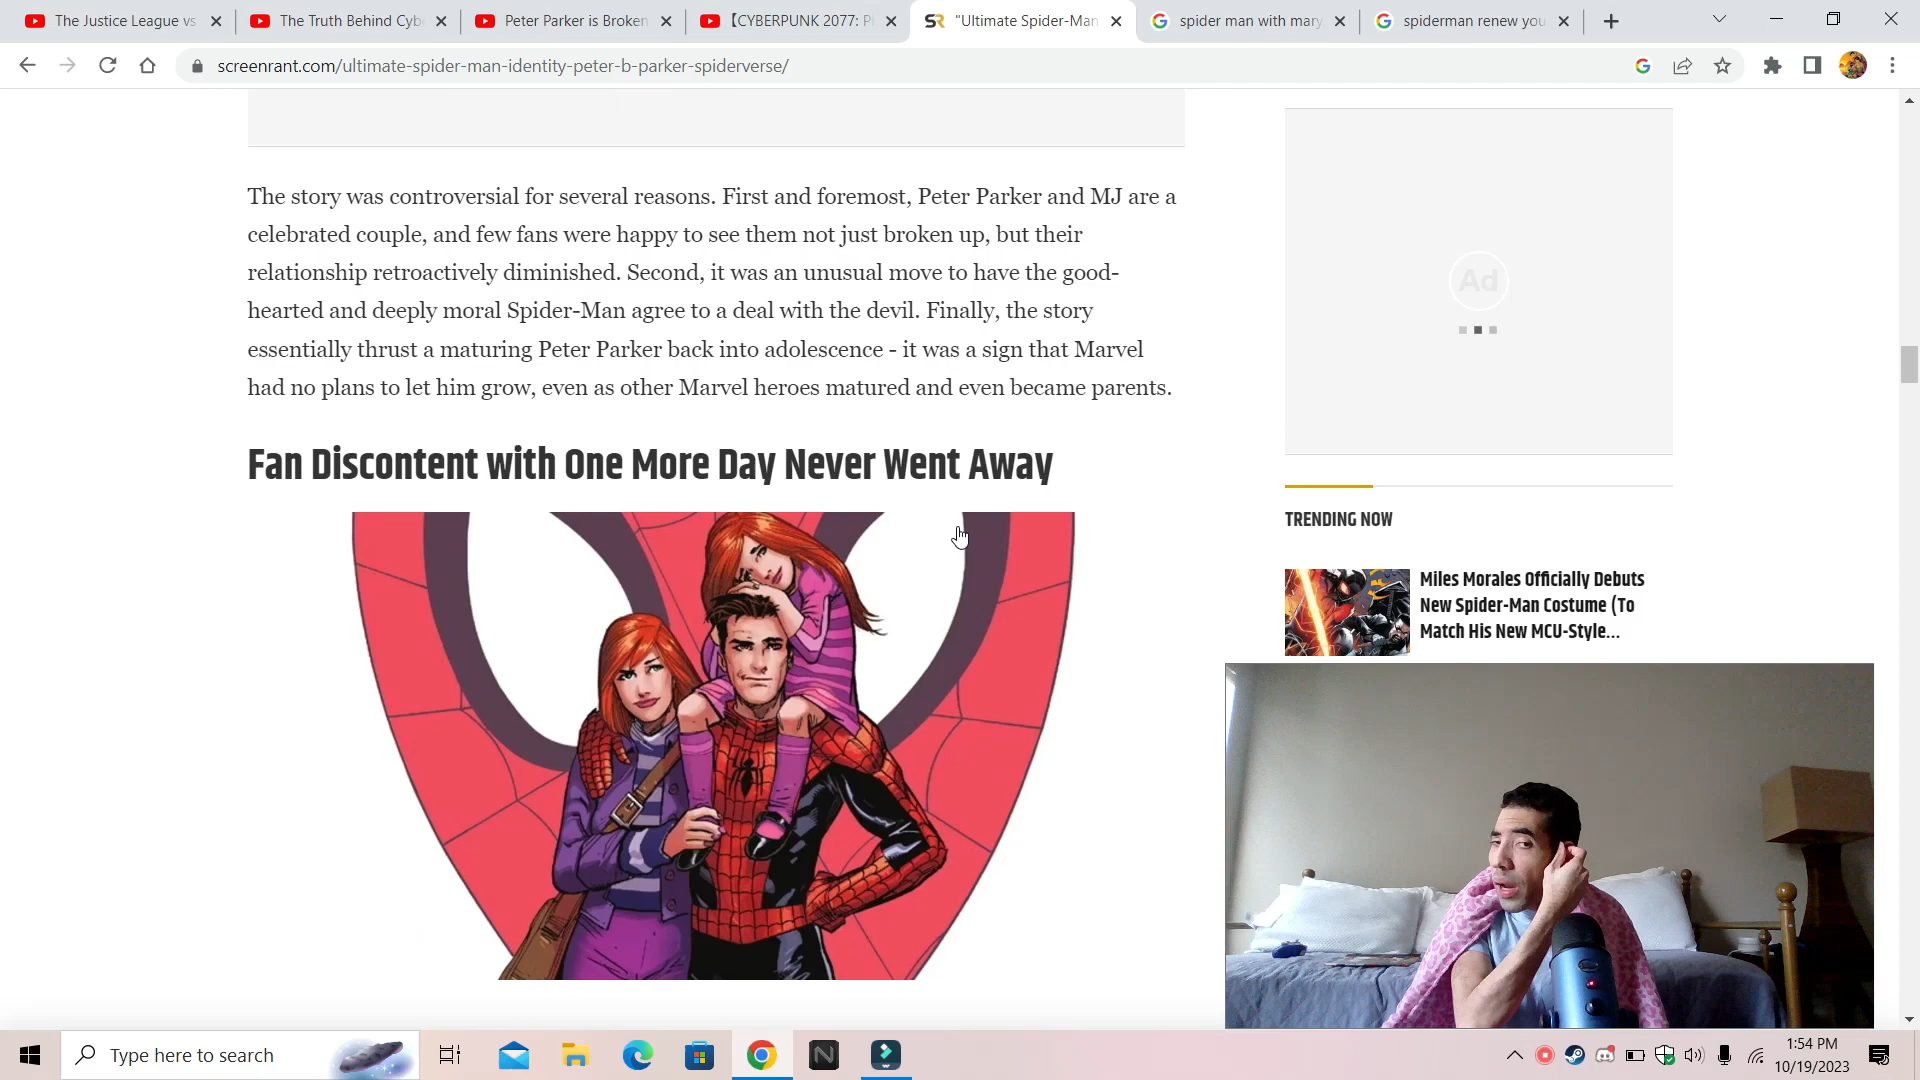 The Justice League vs
The Truth Behind Cybe
Peter Parker is Broken
【CYBERPUNK 2077: P
"Ultimate Spider-Man
spider man with mary
spiderman renew you
screenrant.com/ultimate-spider-man-identity-peter-b-parker-spiderverse/
The story was controversial for several reasons. First and foremost, Peter Parker and MJ are a
celebrated couple, and few fans were happy to see them not just broken up, but their
relationship retroactively diminished. Second, it was an unusual move to have the good-
hearted and deeply moral Spider-Man agree to a deal with the devil. Finally, the story
essentially thrust a maturing Peter Parker back into adolescence - it was a sign that Marvel
had no plans to let him grow, even as other Marvel heroes matured and even became parents.
Fan Discontent with One More Day Never Went Away
Ad
TRENDING NOW
Miles Morales Officially Debuts
New Spider-Man Costume (To
Match His New MCU-Style...
Type here to search
1:54 PM
10/19/2023